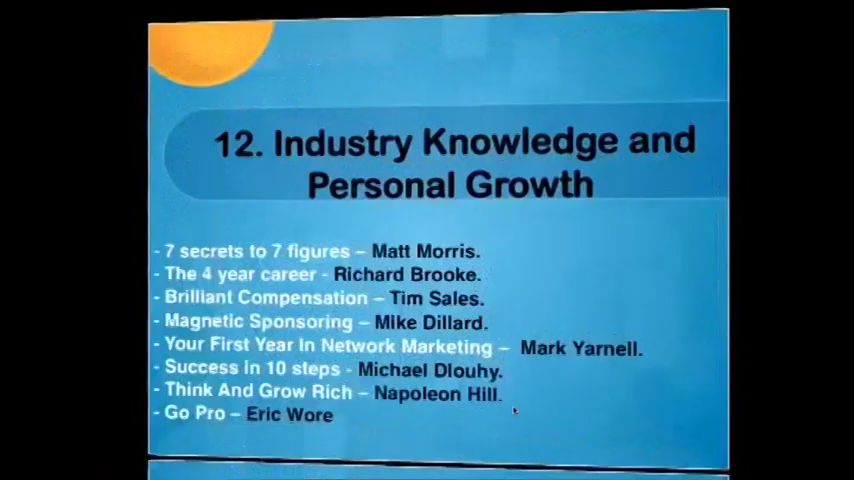 12. Industry Knowledge and
Personal Growth
- 7 secrets to 7 figures – Matt Morris.
- The 4 year career - Richard Brooke.
- Brilliant Compensation – Tim Sales.
- Magnetic Sponsoring – Mike Dillard.
- Your First Year In Network Marketing – Mark Yarnell.
- Success in 10 steps - Michael Dlouhy.
- Think And Grow Rich – Napoleon Hill.
- Go Pro – Eric Wore